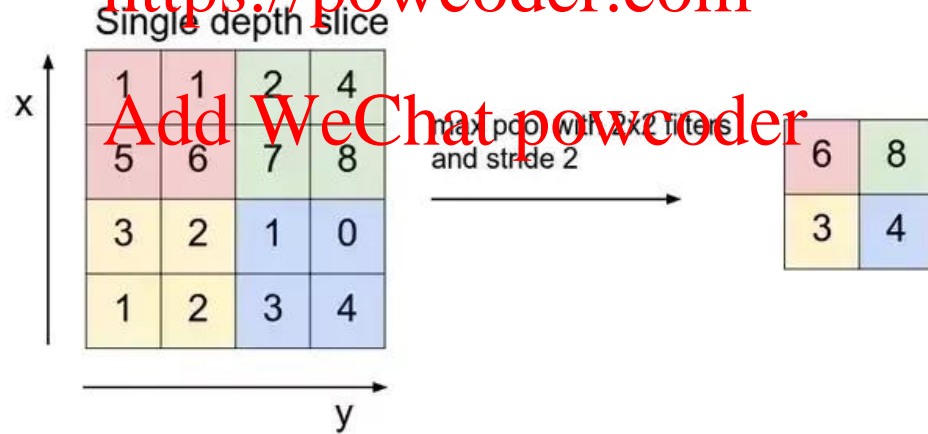 https://powcoder.com
Single depth slice
x
1 1 2 4
Add WeChat powcoder
max pool with 2x2 filters
5 6 7 8
and stride 2
6 8
3 2 1 0
3 4
1 2 3 4
y